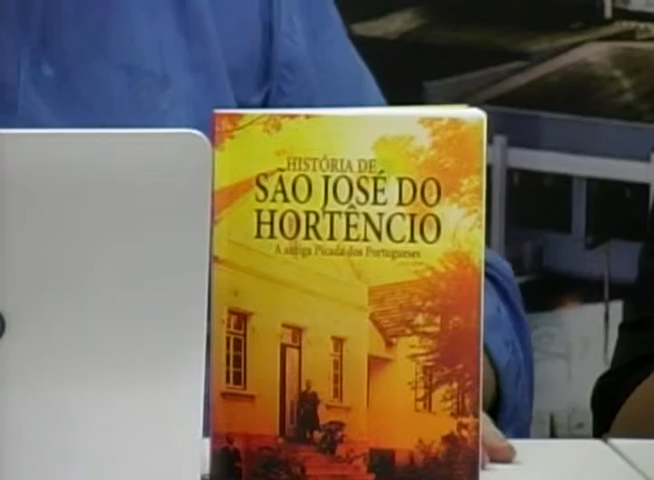 HISTÓRIA DE
SÃO JOSÉ DO
HORTÊNCIO
A antiga Picada dos Portugueses